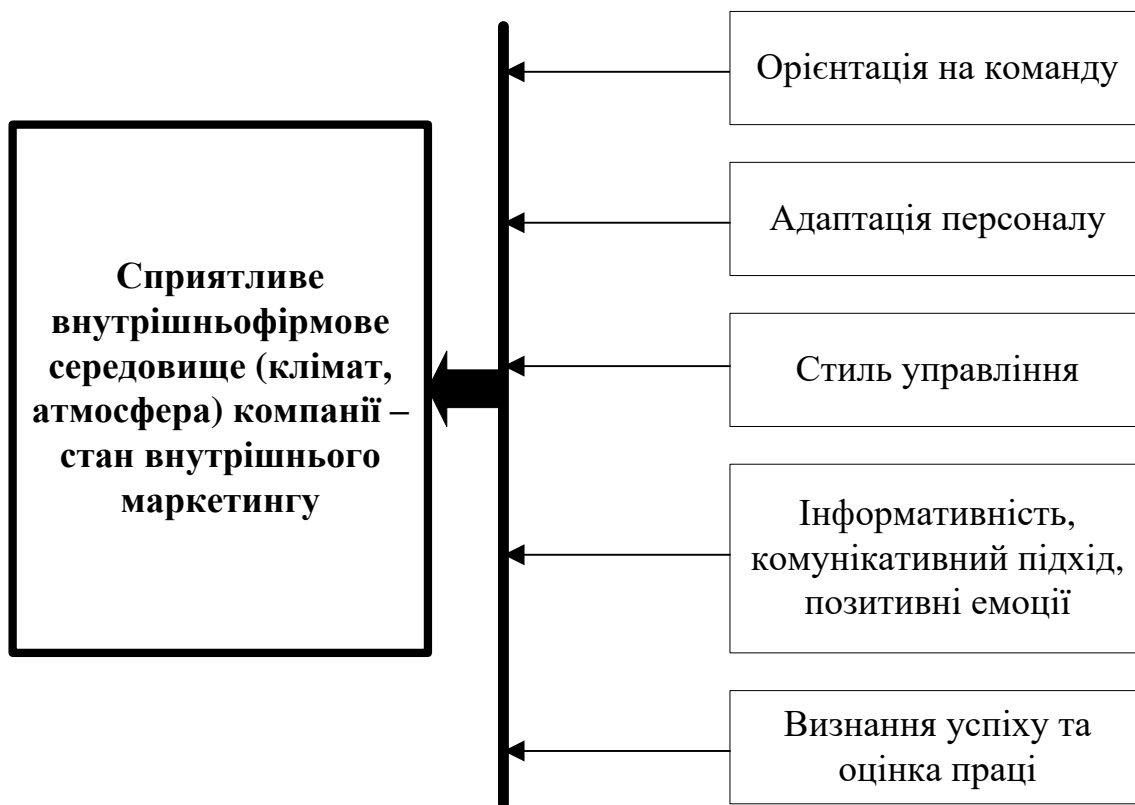 Сприятливе
внутрішньофірмове
середовище (клімат,
атмосфера) компанії –
стан внутрішнього
маркетингу
Орієнтація на команду
Адаптація персоналу
Стиль управління
Інформативність,
комунікативний підхід,
позитивні емоції
Визнання успіху та
оцінка праці